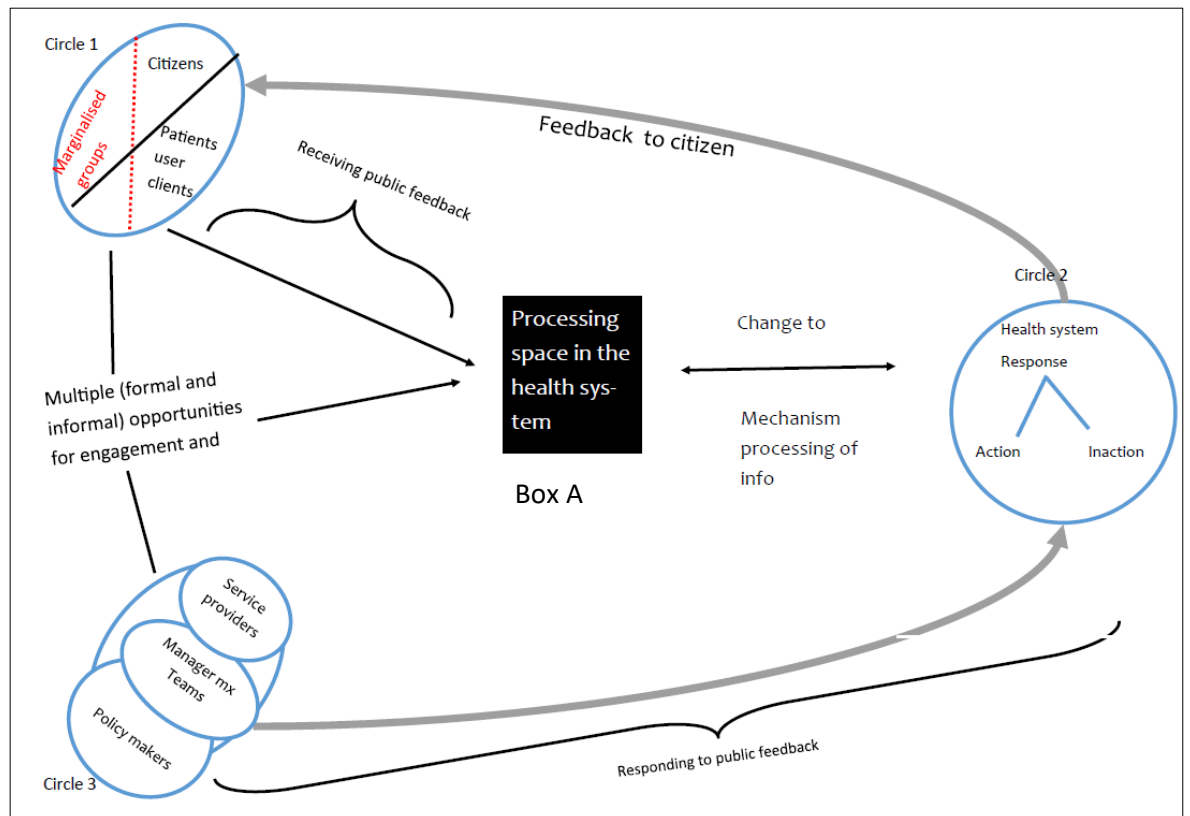 Circle 1
Citizens
Marginalised
groups
Patients
user
clients
Receiving public feedback
Feedback to citizen
Circle 2
Health system
Response
Action
Inaction
Processing
space in the
health sys-
tem
Box A
Change to
Mechanism
processing of
info
Multiple (formal and
informal) opportunities
for engagement and
Service
providers
Manager mx
Teams
Policy makers
Circle 3
Responding to public feedback